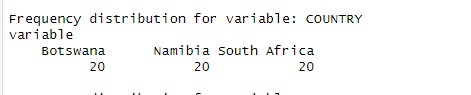 Frequency distribution for variable: COUNTRY
variable
Botswana Namibia South Africa
20 20 20